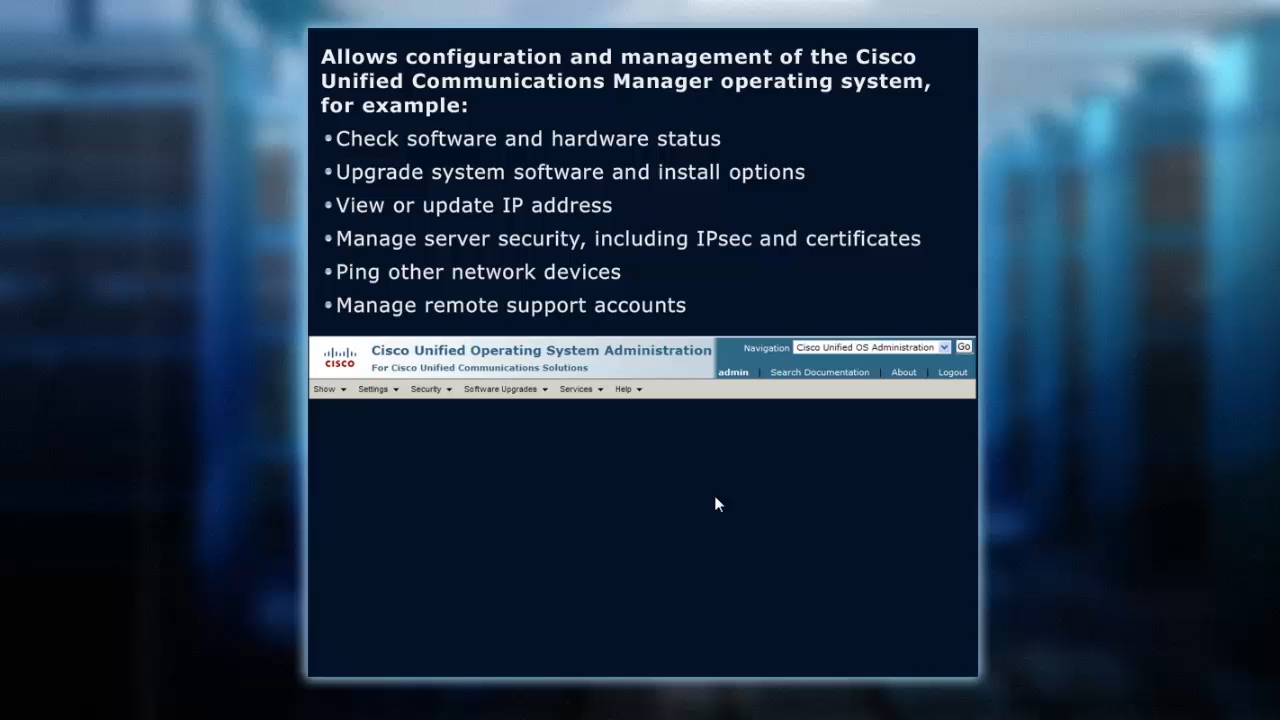 Allows configuration and management of the Cisco
Unified Communications Manager operating system,
for example:
•Check software and hardware status
•Upgrade system software and install options
•View or update IP address
•Manage server security, including IPsec and certificates
•Ping other network devices
•Manage remote support accounts
CISCO
Cisco Unified Operating System Administration
For Cisco Unified Communications Solutions
Navigation Cisco Unified OS Administration Go
admin | Search Documentation | About | Logout
Show Settings Security Software Upgrades Services Help